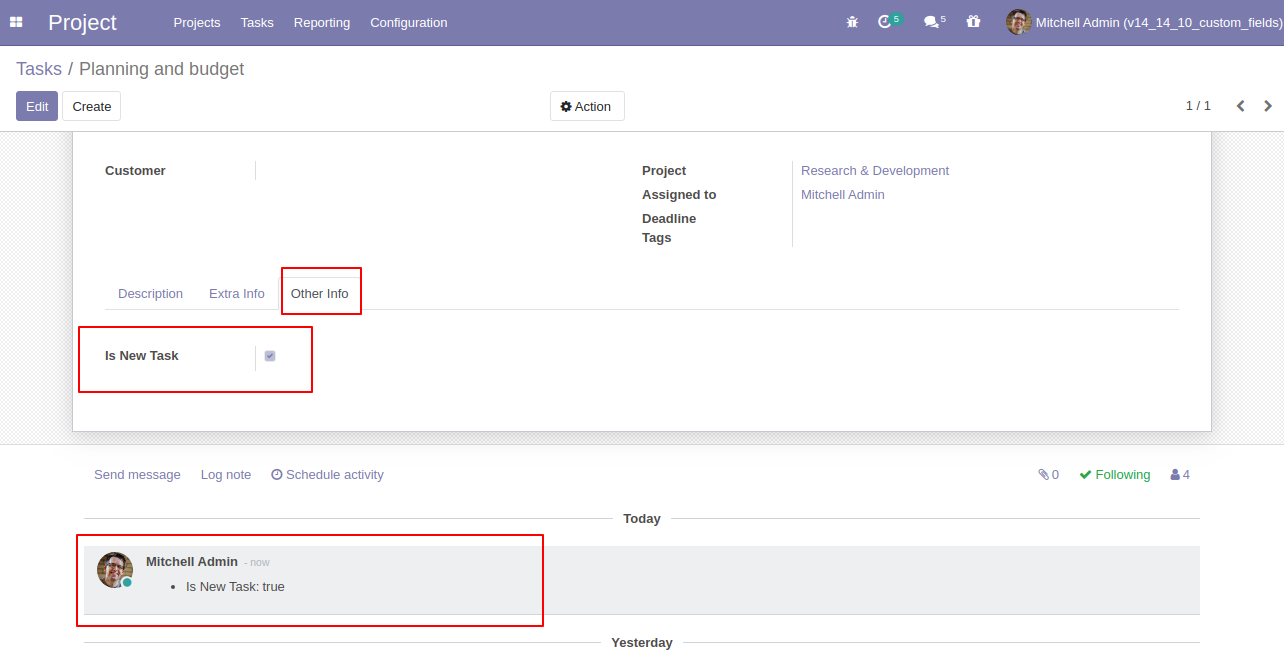 Project Projects Tasks Reporting Configuration 5 5 Mitchell Admin (v14_14_10_custom_fields)
Tasks / Planning and budget
Edit Create Action 1 / 1
Customer Project Research & Development
Assigned to Mitchell Admin
Deadline
Tags
Description Extra Info Other Info
Is New Task
Send message Log note Schedule activity 0 Following 4
Today
Mitchell Admin - now
• Is New Task: true
Yesterday